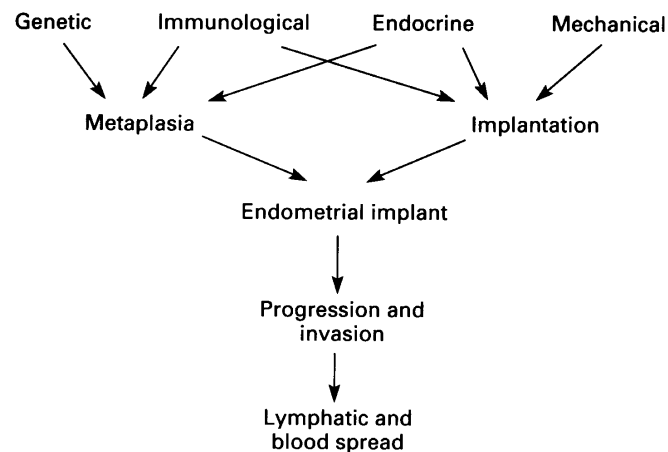 Genetic Immunological Endocrine Mechanical
Metaplasia Implantation
Endometrial implant
Progression and
invasion
Lymphatic and
blood spread